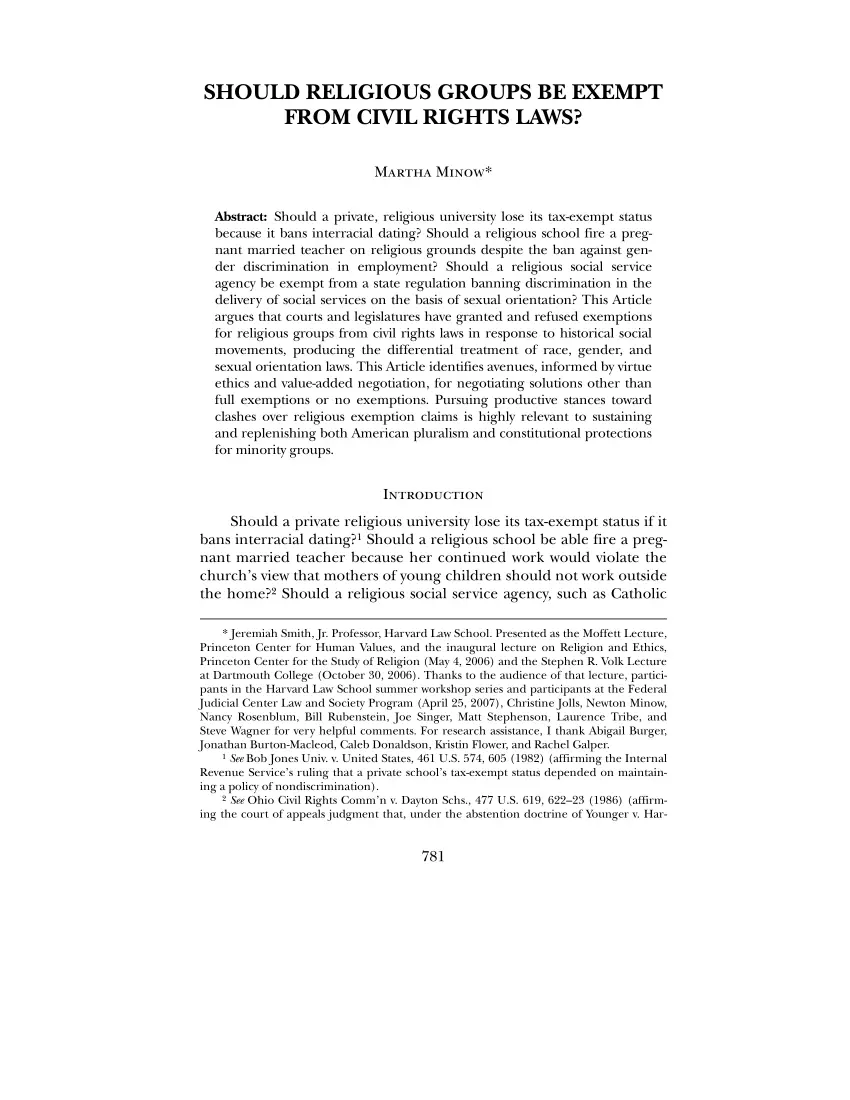 SHOULD RELIGIOUS GROUPS BE EXEMPT
FROM CIVIL RIGHTS LAWS?
Martha Minow*
Abstract: Should a private, religious university lose its tax-exempt status
because it bans interracial dating? Should a religious school fire a preg-
nant married teacher on religious grounds despite the ban against gen-
der discrimination in employment? Should a religious social service
agency be exempt from a state regulation banning discrimination in the
delivery of social services on the basis of sexual orientation? This Article
argues that courts and legislatures have granted and refused exemptions
for religious groups from civil rights laws in response to historical social
movements, producing the differential treatment of race, gender, and
sexual orientation laws. This Article identifies avenues, informed by virtue
ethics and value-added negotiation, for negotiating solutions other than
full exemptions or no exemptions. Pursuing productive stances toward
clashes over religious exemption claims is highly relevant to sustaining
and replenishing both American pluralism and constitutional protections
for minority groups.
Introduction
Should a private religious university lose its tax-exempt status if it
bans interracial dating?¹ Should a religious school be able fire a preg-
nant married teacher because her continued work would violate the
church’s view that mothers of young children should not work outside
the home?² Should a religious social service agency, such as Catholic
* Jeremiah Smith, Jr. Professor, Harvard Law School. Presented as the Moffett Lecture,
Princeton Center for Human Values, and the inaugural lecture on Religion and Ethics,
Princeton Center for the Study of Religion (May 4, 2006) and the Stephen R. Volk Lecture
at Dartmouth College (October 30, 2006). Thanks to the audience of that lecture, partici-
pants in the Harvard Law School summer workshop series and participants at the Federal
Judicial Center Law and Society Program (April 25, 2007), Christine Jolls, Newton Minow,
Nancy Rosenblum, Bill Rubenstein, Joe Singer, Matt Stephenson, Laurence Tribe, and
Steve Wagner for very helpful comments. For research assistance, I thank Abigail Burger,
Jonathan Burton-Macleod, Caleb Donaldson, Kristin Flower, and Rachel Galper.
¹ See Bob Jones Univ. v. United States, 461 U.S. 574, 605 (1982) (affirming the Internal
Revenue Service’s ruling that a private school’s tax-exempt status depended on maintain-
ing a policy of nondiscrimination).
² See Ohio Civil Rights Comm’n v. Dayton Schs., 477 U.S. 619, 622–23 (1986) (affirm-
ing the court of appeals judgment that, under the abstention doctrine of Younger v. Har-
781